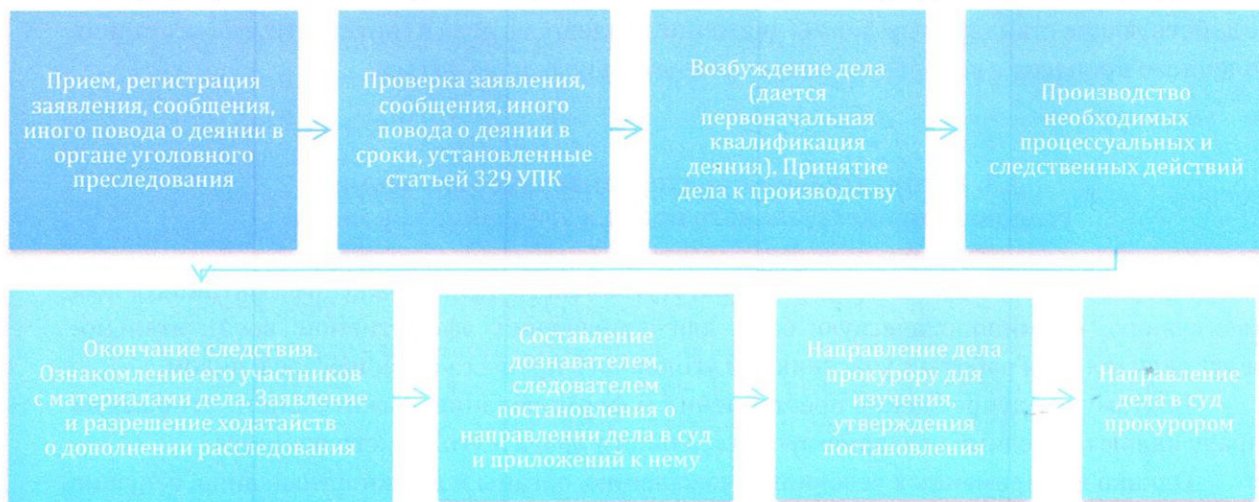 Прием, регистрация
заявления, сообщения,
иного повода о деянии в
органе уголовного
преследования
Проверка заявления,
сообщения, иного
повода о деянии в
сроки, установленные
статьей 329 УПК
Возбуждение дела
(дается
первоначальная
квалификация
деяния). Принятие
дела к производству
Производство
необходимых
процессуальных и
следственных действий
Окончание следствия.
Ознакомление его участников
с материалами дела. Заявление
и разрешение ходатайств
о дополнении расследования
Составление
дознавателем,
следователем
постановления о
направлении дела в суд
и приложений к нему
Направление дела
прокурору для
изучения,
утверждения
постановления
Направление
дела в суд
прокурором